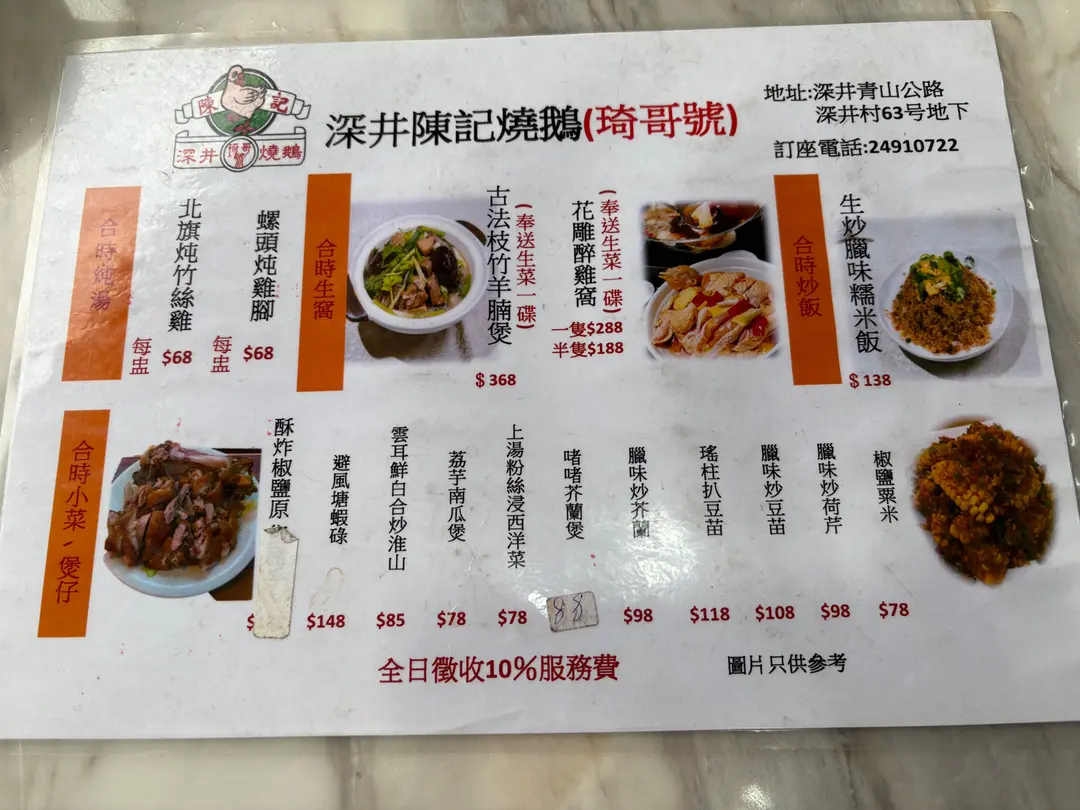 陳記
深井 琦哥號 燒鵝
深井陳記燒鵝(琦哥號)
地址:深井青山公路
深井村63号地下
訂座電話:24910722
合時炖湯
北旗炖竹絲雞
每盅 $68
螺頭炖雞腳
每盅 $68
合時生窩
古法枝竹羊腩煲
(奉送生菜一碟)
$368
花雕醉雞窩
(奉送生菜一碟)
一隻$288
半隻$188
合時炒飯
生炒臘味糯米飯
$138
合時小菜,煲仔
酥炸椒鹽原
$
避風塘蝦碌
$148
雲耳鮮白合炒淮山
$85
荔芋南瓜煲
$78
上湯粉絲浸西洋菜
$78
啫啫芥蘭煲
88
臘味炒芥蘭
$98
瑤柱扒豆苗
$118
臘味炒豆苗
$108
臘味炒荷芹
$98
椒鹽粟米
$78
全日徵收10%服務費
圖片只供參考